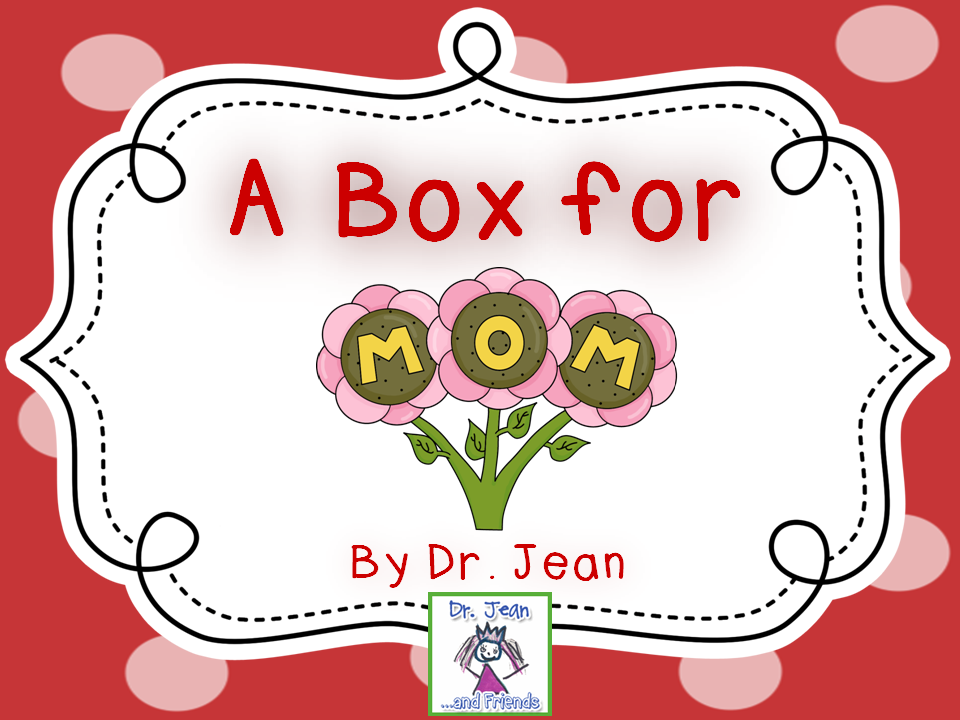 A Box for
MOM
By Dr. Jean
Dr. Jean
...and Friends